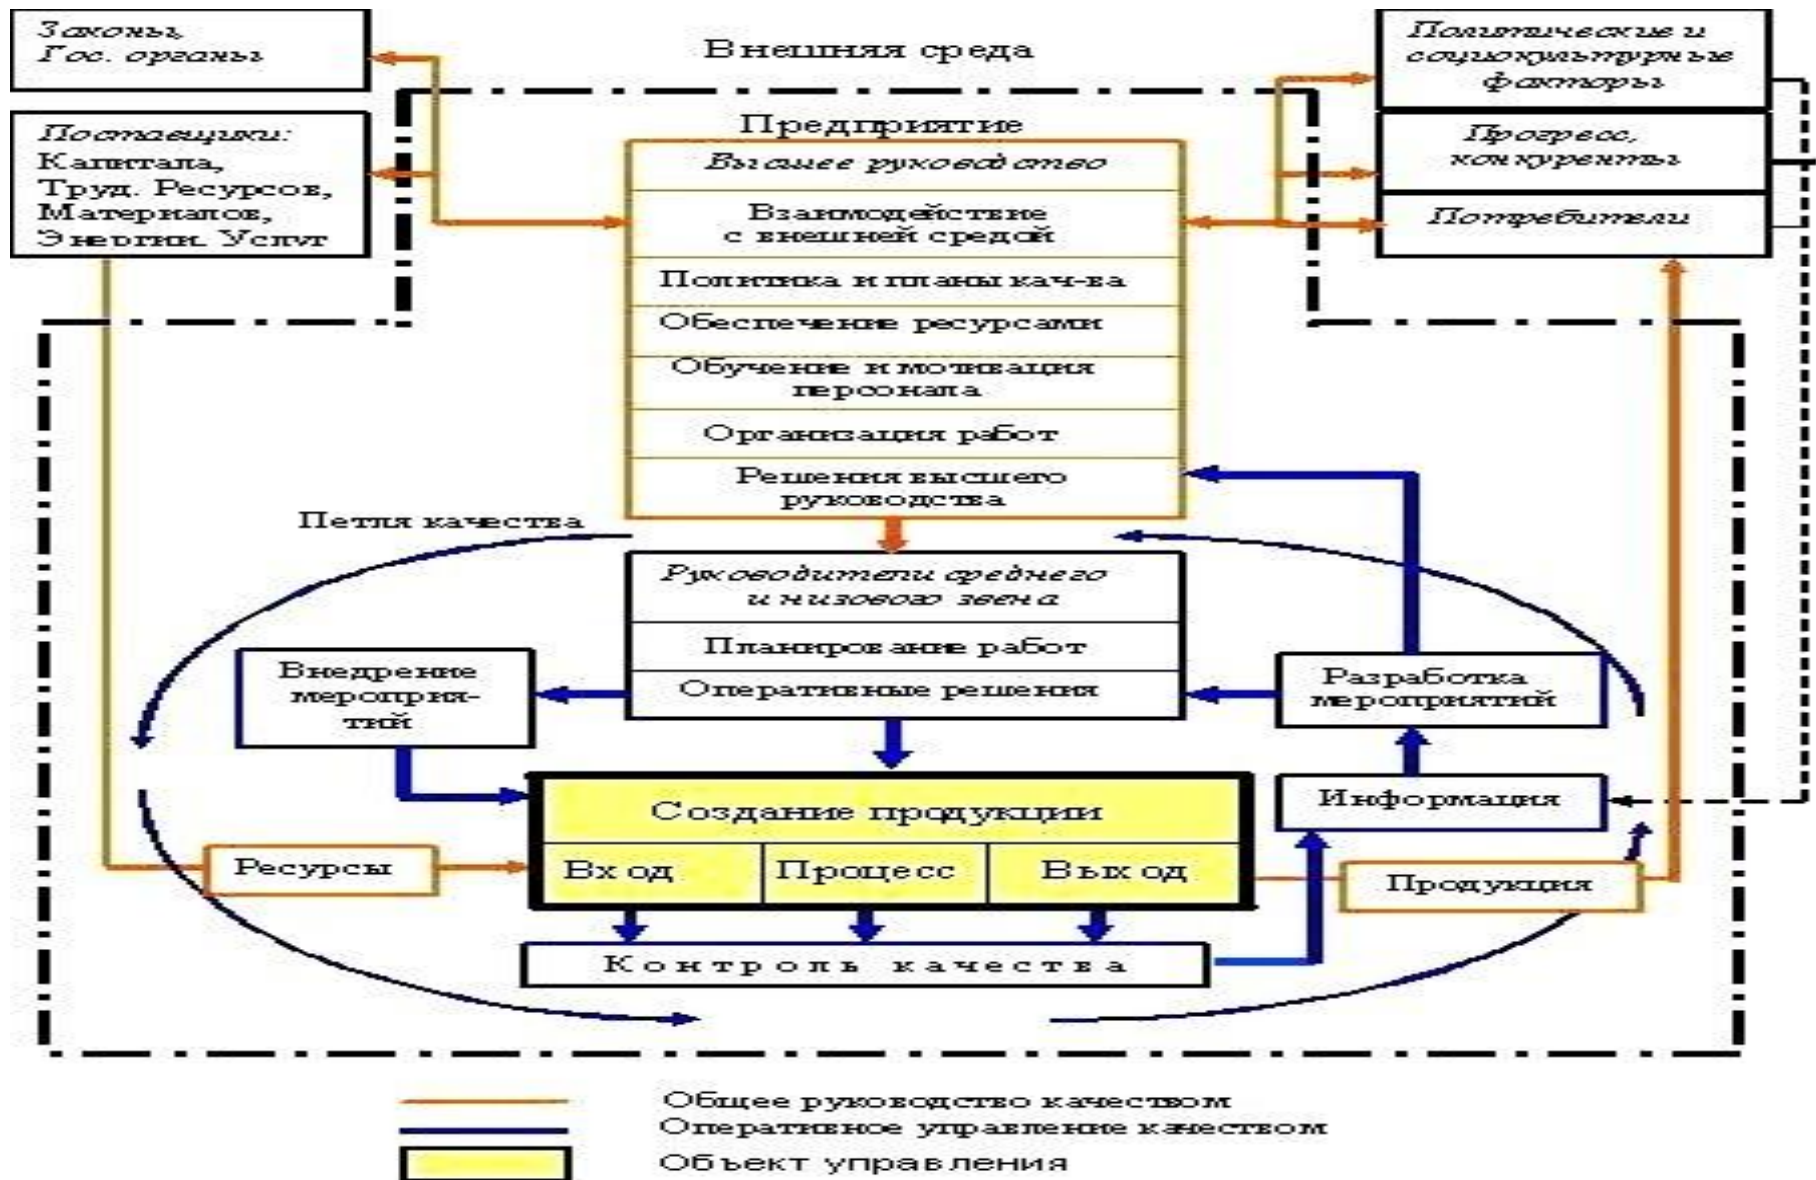 Законы,
Гос. органы
Внешняя среда
Политические и
социокультурные
факторы
Поставщики:
Капитала,
Труд. Ресурсов,
Материалов,
Энергии. Услуг
Предприятие
Высшее руководство
Прогресс,
конкуренты
Взаимодействие
с внешней средой
Потребители
Политика и планы кач-ва
Обеспечение ресурсами
Обучение и мотивация
персонала
Организация работ
Решения высшего
руководства
Петля качества
Руководители среднего
и низового звена
Планирование работ
Оперативные решения
Внедрение
мероприя-
тий
Разработка
мероприятий
Создание продукции
Информация
Ресурсы
Вход
Процесс
Выход
Продукция
Контроль качества
Общее руководство качеством
Оперативное управление качеством
Объект управления